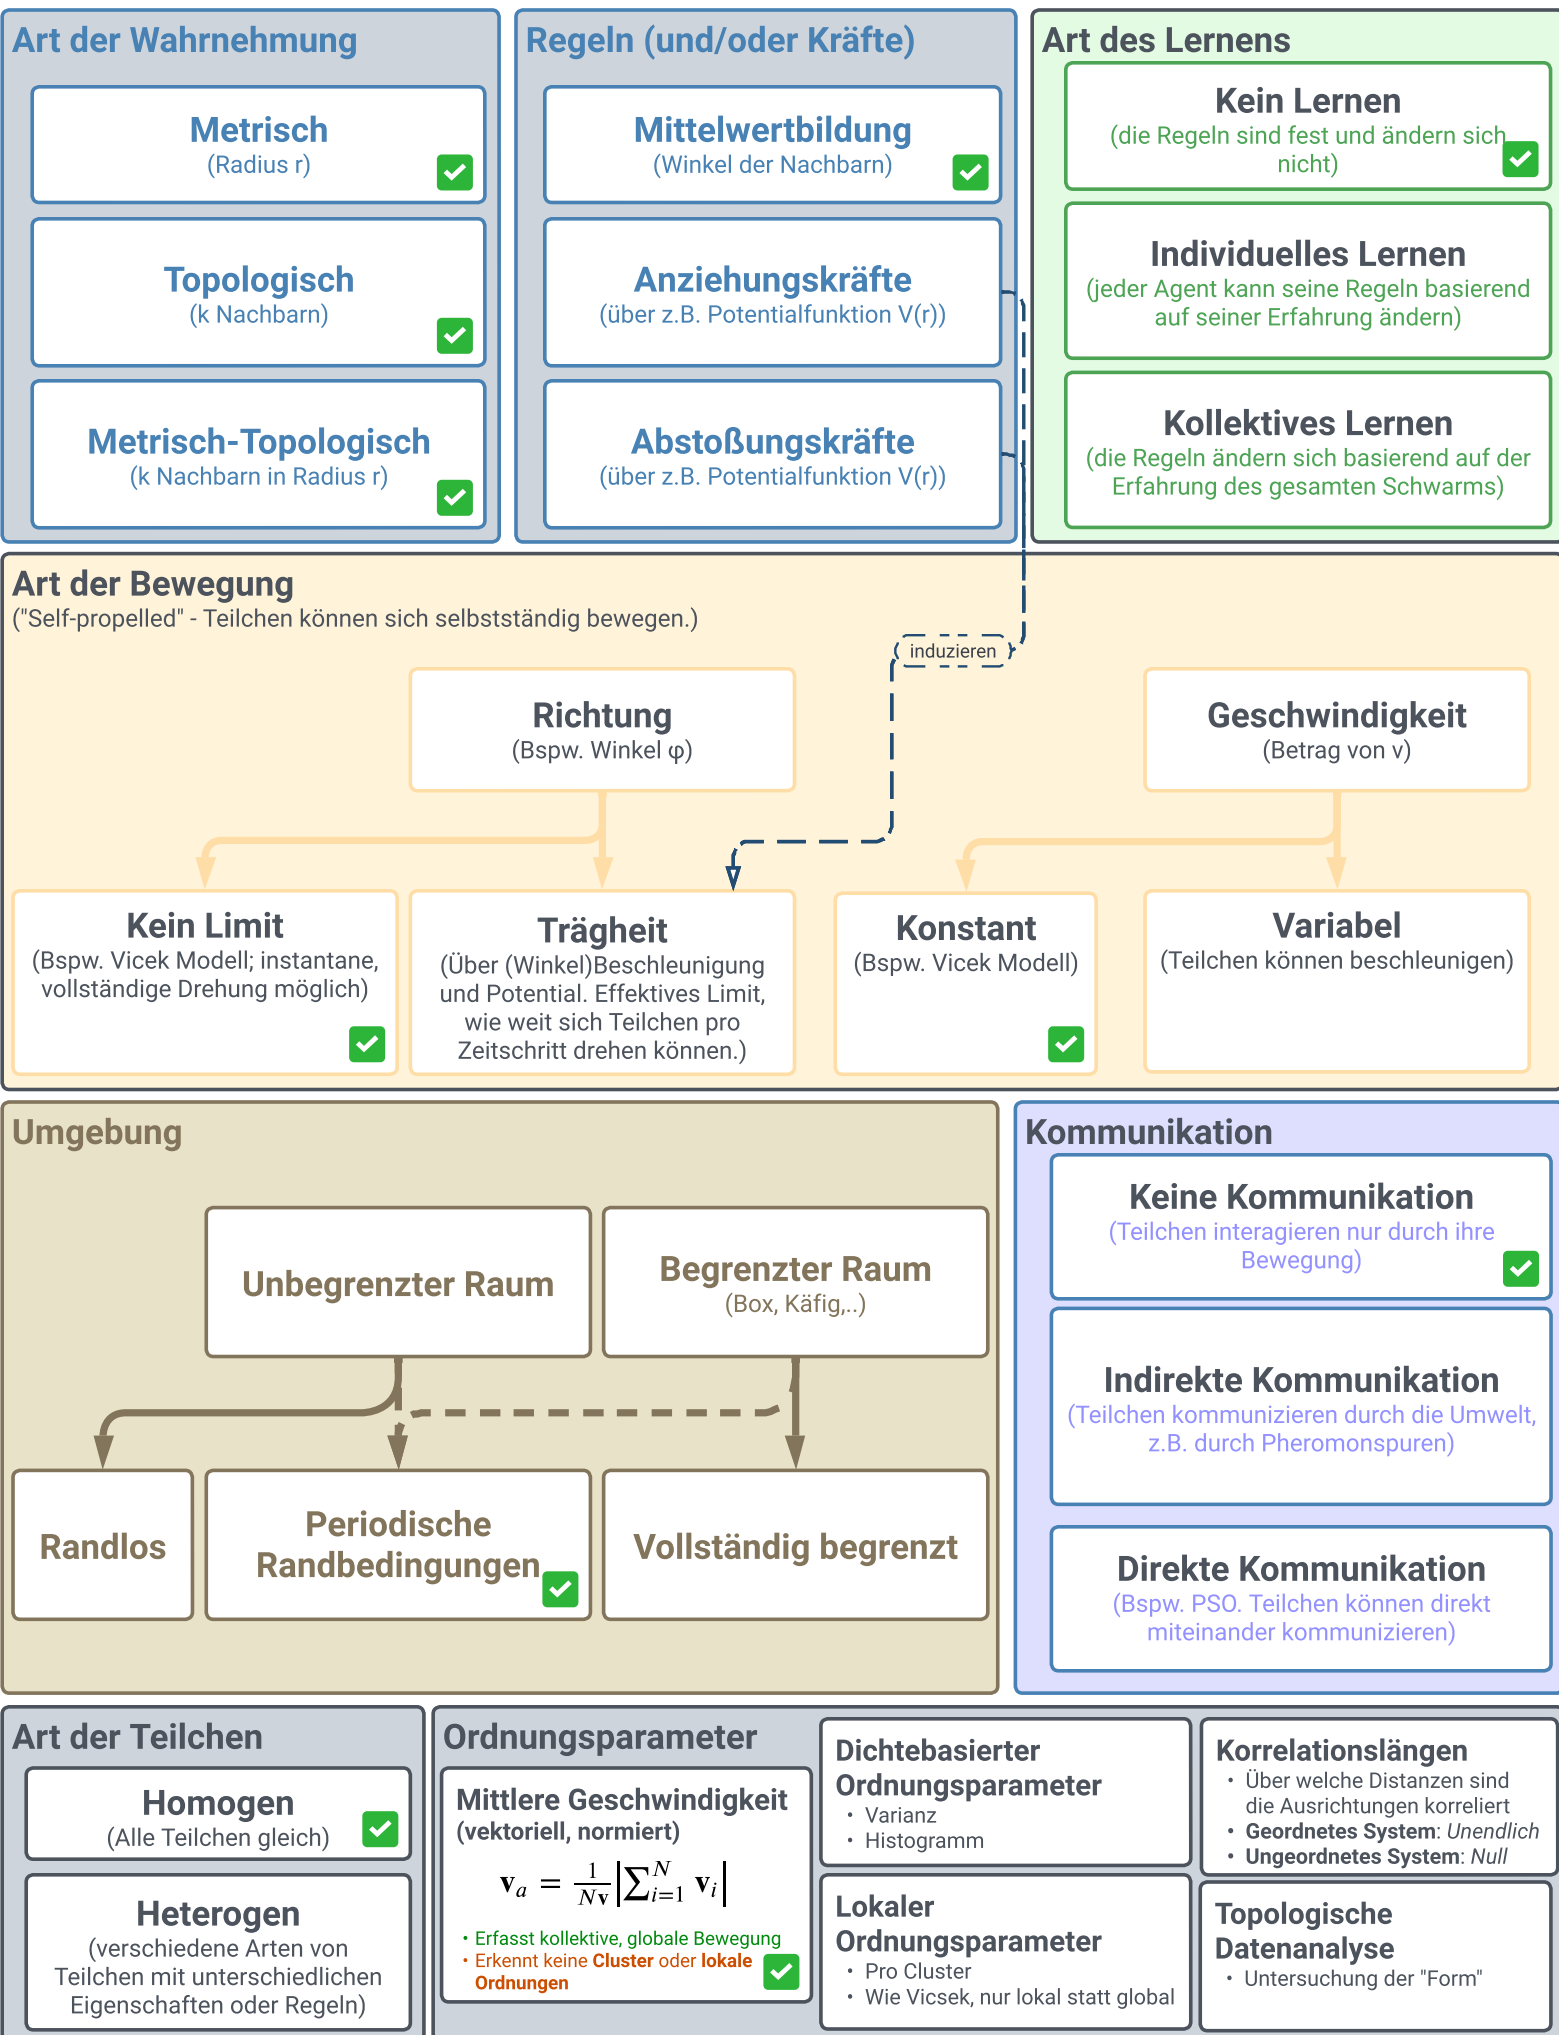 Art der Wahrnehmung
Metrisch
(Radius r)
Topologisch
(k Nachbarn)
Metrisch-Topologisch
(k Nachbarn in Radius r)
Regeln (und/oder Kräfte)
Mittelwertbildung
(Winkel der Nachbarn)
Anziehungskräfte
(über z.B. Potentialfunktion V(r))
Abstoßungskräfte
(über z.B. Potentialfunktion V(r))
Art des Lernens
Kein Lernen
(die Regeln sind fest und ändern sich
nicht)
Individuelles Lernen
(jeder Agent kann seine Regeln basierend
auf seiner Erfahrung ändern)
Kollektives Lernen
(die Regeln ändern sich basierend auf der
Erfahrung des gesamten Schwarms)
Art der Bewegung
("Self-propelled" - Teilchen können sich selbstständig bewegen.)
induzieren
Richtung
(Bspw. Winkel φ)
Geschwindigkeit
(Betrag von v)
Kein Limit
(Bspw. Vicek Modell; instantane,
vollständige Drehung möglich)
Trägheit
(Über (Winkel)Beschleunigung
und Potential. Effektives Limit,
wie weit sich Teilchen pro
Zeitschritt drehen können.)
Konstant
(Bspw. Vicek Modell)
Variabel
(Teilchen können beschleunigen)
Umgebung
Unbegrenzter Raum
Begrenzter Raum
(Box, Käfig,..)
Randlos
Periodische
Randbedingungen
Vollständig begrenzt
Kommunikation
Keine Kommunikation
(Teilchen interagieren nur durch ihre
Bewegung)
Indirekte Kommunikation
(Teilchen kommunizieren durch die Umwelt,
z.B. durch Pheromonspuren)
Direkte Kommunikation
(Bspw. PSO. Teilchen können direkt
miteinander kommunizieren)
Art der Teilchen
Homogen
(Alle Teilchen gleich)
Heterogen
(verschiedene Arten von
Teilchen mit unterschiedlichen
Eigenschaften oder Regeln)
Ordnungsparameter
Mittlere Geschwindigkeit
(vektoriell, normiert)
v_a = 1/(Nv) |∑_{i=1}^{N} v_i|
• Erfasst kollektive, globale Bewegung
• Erkennt keine Cluster oder lokale
Ordnungen
Dichtebasierter
Ordnungsparameter
• Varianz
• Histogramm
Lokaler
Ordnungsparameter
• Pro Cluster
• Wie Vicsek, nur lokal statt global
Korrelationslängen
• Über welche Distanzen sind
die Ausrichtungen korreliert
• Geordnetes System: Unendlich
• Ungeordnetes System: Null
Topologische
Datenanalyse
• Untersuchung der "Form"